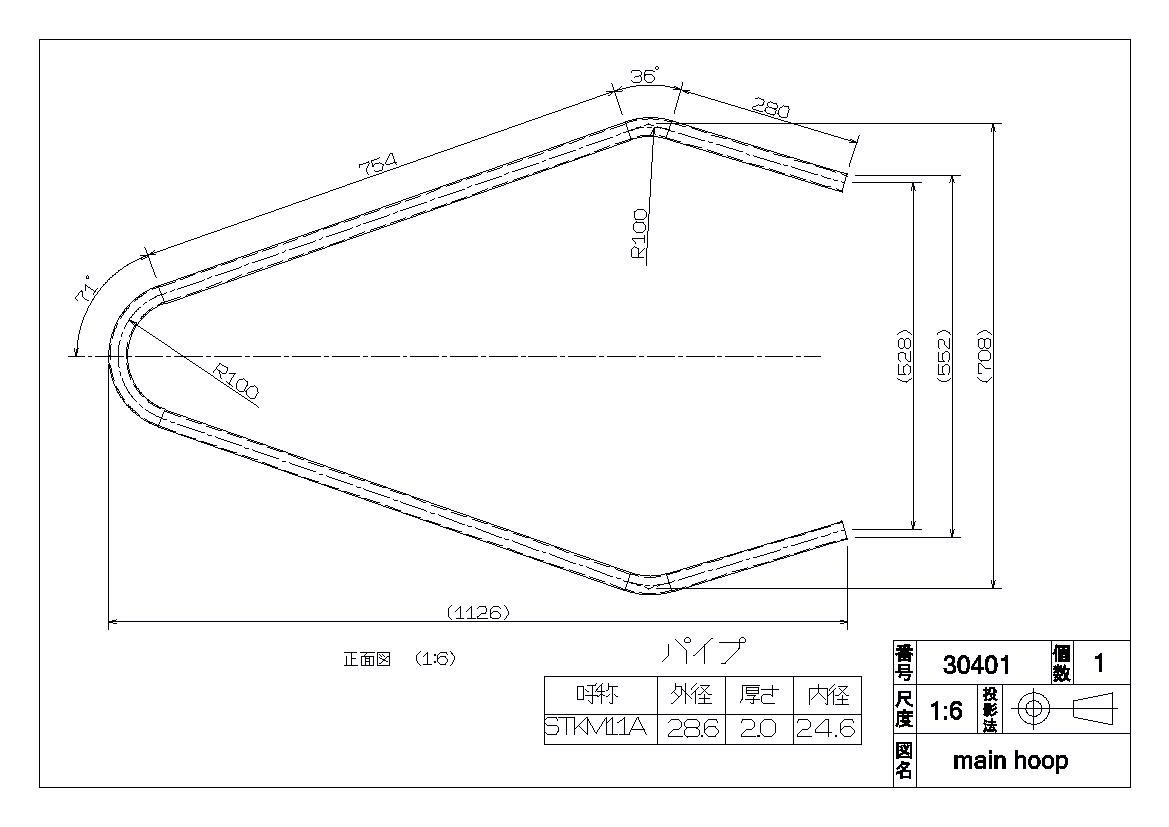 36°
280
754
R100
71°
R100
(528)
(552)
(708)
(1126)
正面図 (1:6)
パイプ
呼称 外径 厚さ 内径
STKM11A 28.6 2.0 24.6
番号 30401 個数 1
尺度 1:6 投影法
図名 main hoop